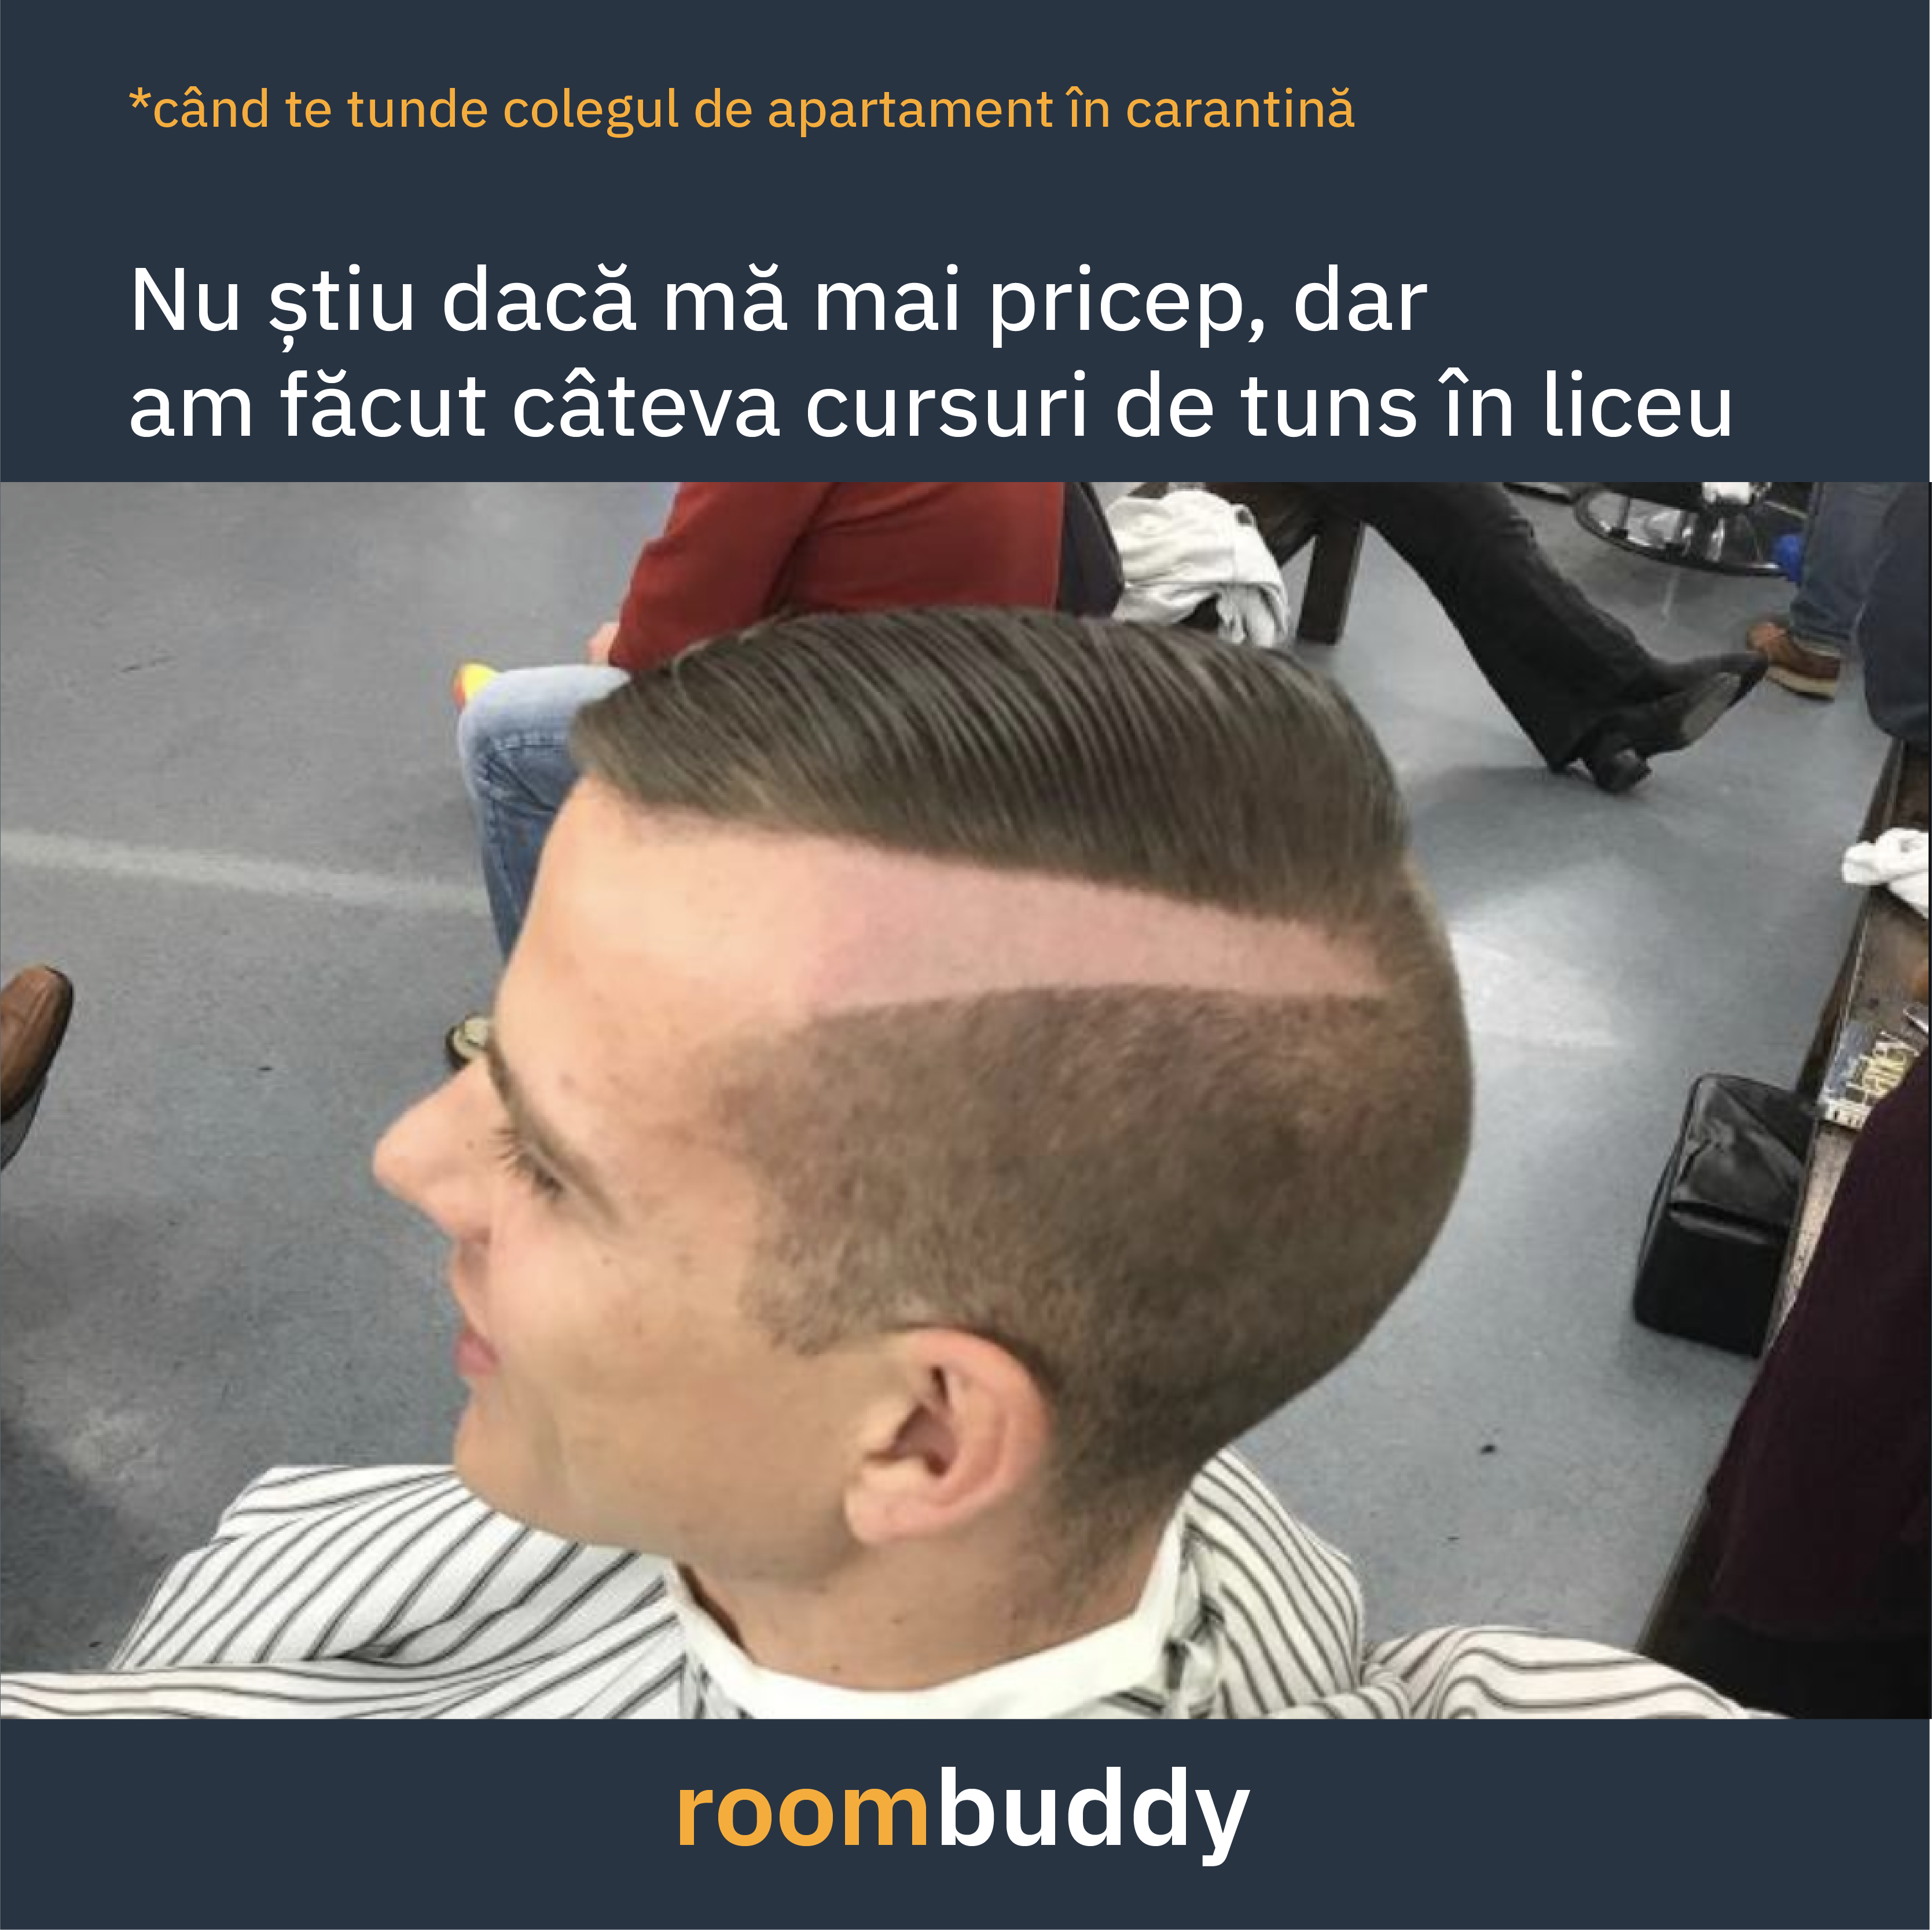 *când te tunde colegul de apartament în carantină
Nu știu dacă mă mai pricep, dar
am făcut câteva cursuri de tuns în liceu
Harley
roombuddy